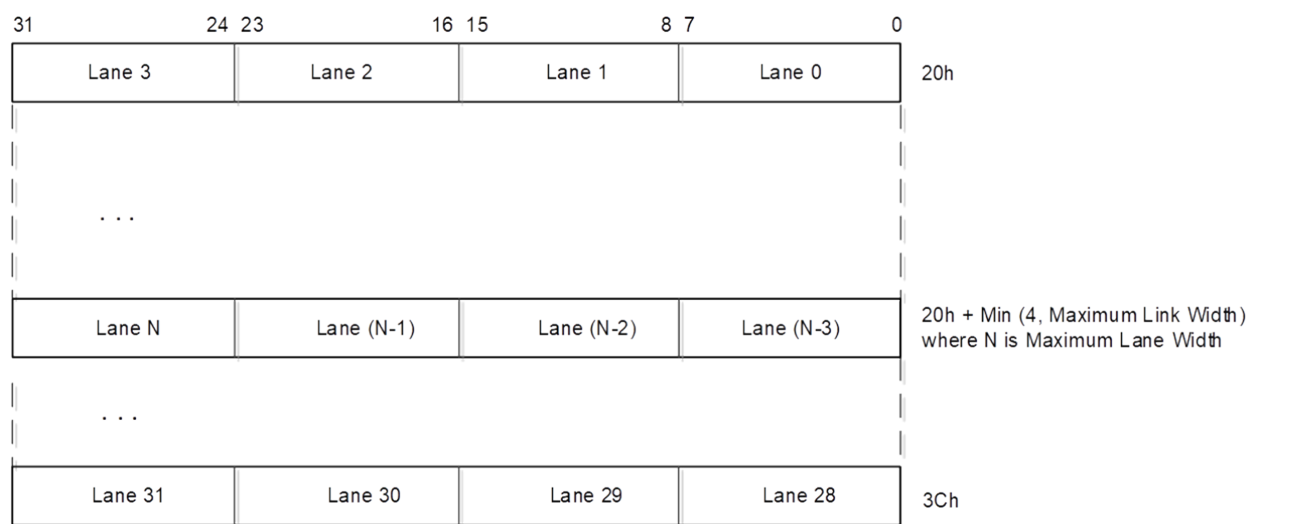 31 24 23 16 15 8 7 0
Lane 3 Lane 2 Lane 1 Lane 0 20h
. . .
Lane N Lane (N-1) Lane (N-2) Lane (N-3) 20h + Min (4, Maximum Link Width)
where N is Maximum Lane Width
. . .
Lane 31 Lane 30 Lane 29 Lane 28 3Ch